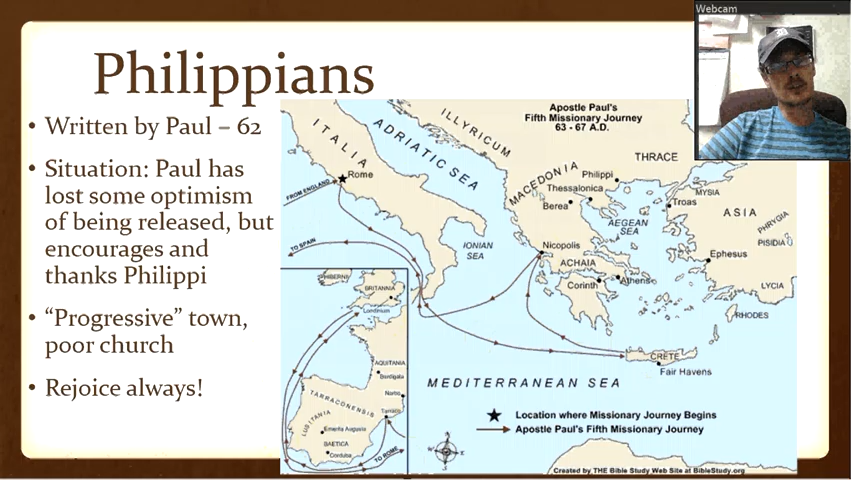 Webcam
Philippians
• Written by Paul – 62
• Situation: Paul has
lost some optimism
of being released, but
encourages and
thanks Philippi
• “Progressive” town,
poor church
• Rejoice always!
Apostle Paul's
Fifth Missionary Journey
63 - 67 A.D.
ILLYRICUM
ITALIA
ADRIATIC SEA
THRACE
MACEDONIA
Philippi
Rome
Thessalonica
FROM ENGLAND
Berea
Troas
MYSIA
ASIA
AEGEAN
SEA
PHRYGIA
PISIDIA
TO SPAIN
IONIAN
SEA
Nicopolis
ACHAIA
Ephesus
Corinth
Athens
LYCIA
RHODES
HIBERNIA
BRITANNIA
Londinium
CRETE
Fair Havens
AQUITANIA
Burdigala
MEDITERRANEAN SEA
TARRACONENSIS
LUSITANIA
Tarraco
Emerita Augusta
BAETICA
Corduba
TO ROME
Location where Missionary Journey Begins
Apostle Paul's Fifth Missionary Journey
Created by THE Bible Study Web Site at BibleStudy.org